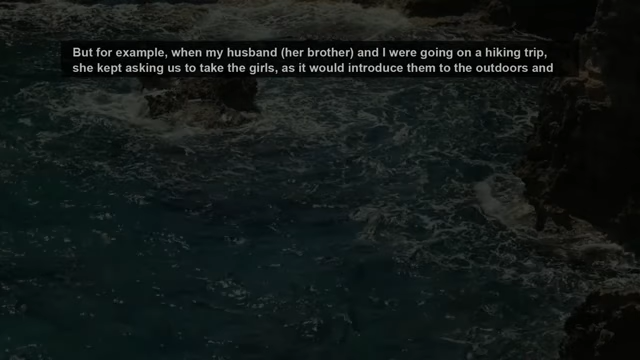 But for example, when my husband (her brother) and I were going on a hiking trip,
she kept asking us to take the girls, as it would introduce them to the outdoors and